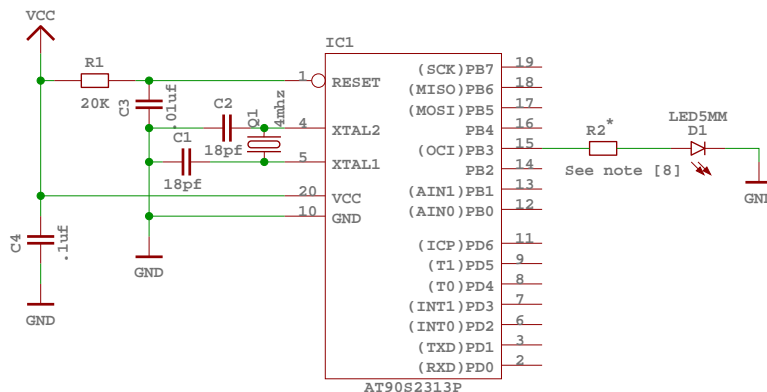 VCC
IC1
R1
20K
C3
.01uf
C2
18pf
C1
18pf
Q1
4mhz
C4
.1uf
GND
GND
1 RESET
4 XTAL2
5 XTAL1
20 VCC
10 GND
(SCK)PB7 19
(MISO)PB6 18
(MOSI)PB5 17
PB4 16
(OCI)PB3 15
PB2 14
(AIN1)PB1 13
(AIN0)PB0 12
(ICP)PD6 11
(T1)PD5 9
(T0)PD4 8
(INT1)PD3 7
(INT0)PD2 6
(TXD)PD1 3
(RXD)PD0 2
AT90S2313P
R2*
See note [8]
LED5MM
D1
GND